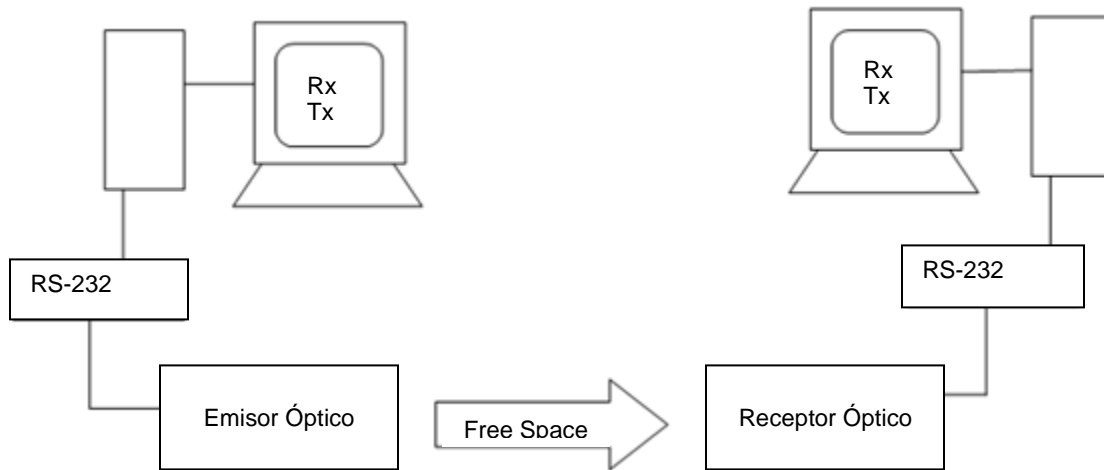 Rx
Tx
Rx
Tx
RS-232
RS-232
Emisor Óptico
Free Space
Receptor Óptico